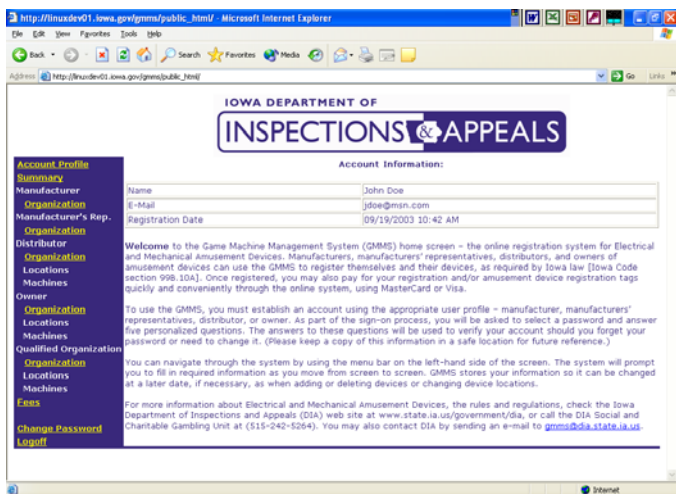 http://linuxdev01.iowa.gov/gmms/public_html/ - Microsoft Internet Explorer
File Edit View Favorites Tools Help
Back Search Favorites Media
Address http://linuxdev01.iowa.gov/gmms/public_html/ Go Links
IOWA DEPARTMENT OF
INSPECTIONS & APPEALS
Account Profile
Summary
Manufacturer
Organization
Manufacturer's Rep.
Organization
Distributor
Organization
Locations
Machines
Owner
Organization
Locations
Machines
Qualified Organization
Organization
Locations
Machines
Fees
Change Password
Logoff
Account Information:
Name John Doe
E-Mail jdoe@msn.com
Registration Date 09/19/2003 10:42 AM
Welcome to the Game Machine Management System (GMMS) home screen – the online registration system for Electrical
and Mechanical Amusement Devices. Manufacturers, manufacturers' representatives, distributors, and owners of
amusement devices can use the GMMS to register themselves and their devices, as required by Iowa law [Iowa Code
section 99B.10A]. Once registered, you may also pay for your registration and/or amusement device registration tags
quickly and conveniently through the online system, using MasterCard or Visa.
To use the GMMS, you must establish an account using the appropriate user profile – manufacturer, manufacturers'
representatives, distributor, or owner. As part of the sign-on process, you will be asked to select a password and answer
five personalized questions. The answers to these questions will be used to verify your account should you forget your
password or need to change it. (Please keep a copy of this information in a safe location for future reference.)
You can navigate through the system by using the menu bar on the left-hand side of the screen. The system will prompt
you to fill in required information as you move from screen to screen. GMMS stores your information so it can be changed
at a later date, if necessary, as when adding or deleting devices or changing device locations.
For more information about Electrical and Mechanical Amusement Devices, the rules and regulations, check the Iowa
Department of Inspections and Appeals (DIA) web site at www.state.ia.us/government/dia, or call the DIA Social and
Charitable Gambling Unit at (515-242-5264). You may also contact DIA by sending an e-mail to gmms@dia.state.ia.us.
Internet